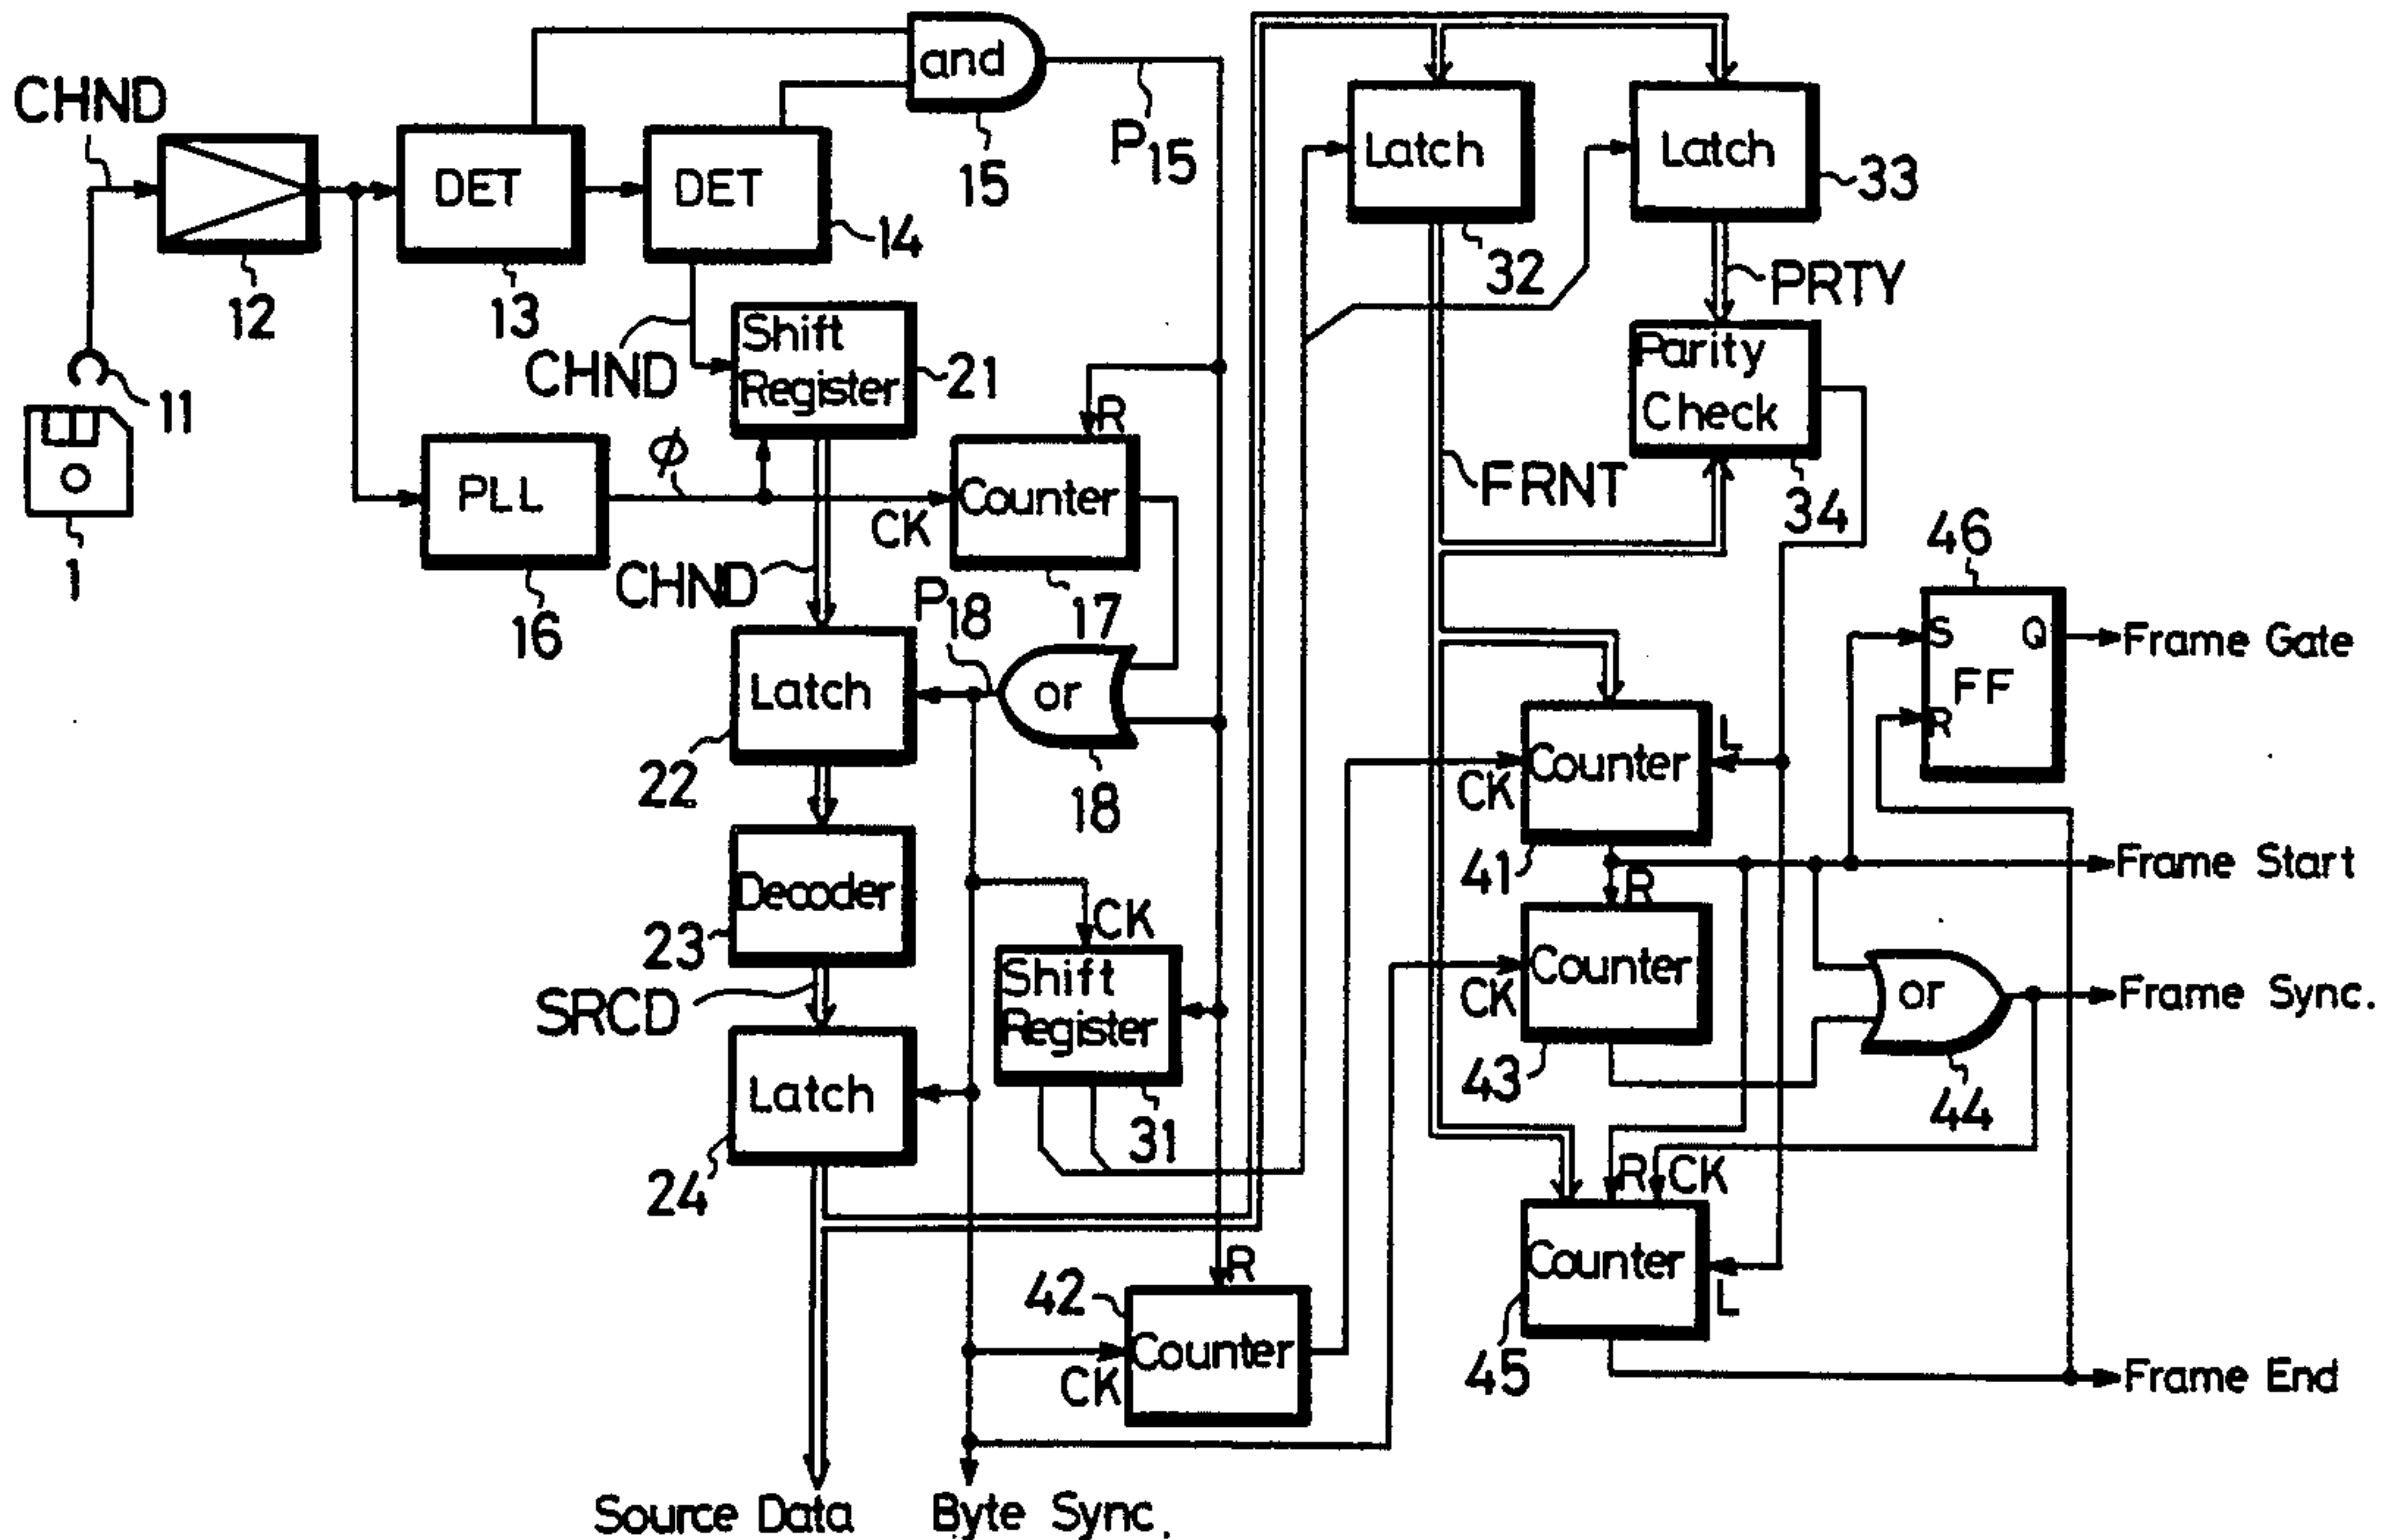 CHND
12
DET
13
DET
14
and
15
P15
11
1
CHND
Shift
Register
21
PLL
16
ϕ
CK
R
Counter
17
CHND
P18
Latch
22
or
18
Decoder
23
SRCD
Latch
24
CK
Shift
Register
31
42
R
CK
Counter
Source Data
Byte Sync.
Latch
32
Latch
33
PRTY
Parity
Check
34
FRNT
46
S
Q
FF
R
Frame Gate
Counter
CK
L
41
Frame Start
R
Counter
CK
43
or
44
Frame Sync.
R
CK
Counter
L
45
Frame End